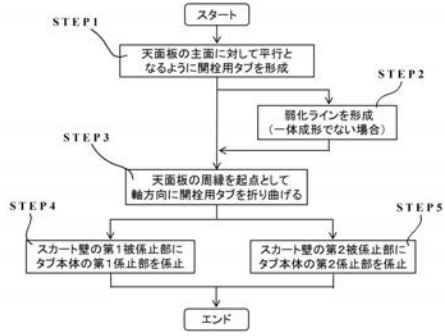 スタート
STEP1
天面板の主面に対して平行と
なるように開栓用タブを形成
STEP2
弱化ラインを形成
(一体成形でない場合)
STEP3
天面板の周縁を起点として
軸方向に開栓用タブを折り曲げる
STEP4
スカート壁の第1被係止部に
タブ本体の第1係止部を係止
STEP5
スカート壁の第2被係止部に
タブ本体の第2係止部を係止
エンド